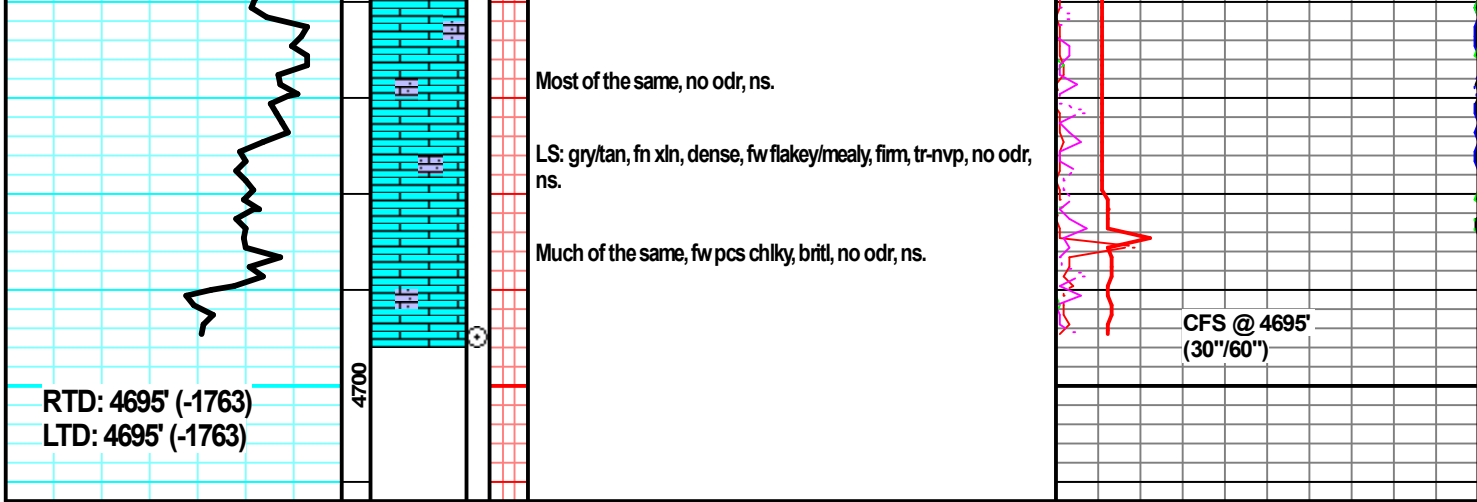 Most of the same, no odr, ns.
LS: gry/tan, fn xln, dense, fw flakey/mealy, firm, tr-nvp, no odr,
ns.
Much of the same, fw pcs chlky, britl, no odr, ns.
CFS @ 4695'
(30"/60")
4700
RTD: 4695' (-1763)
LTD: 4695' (-1763)